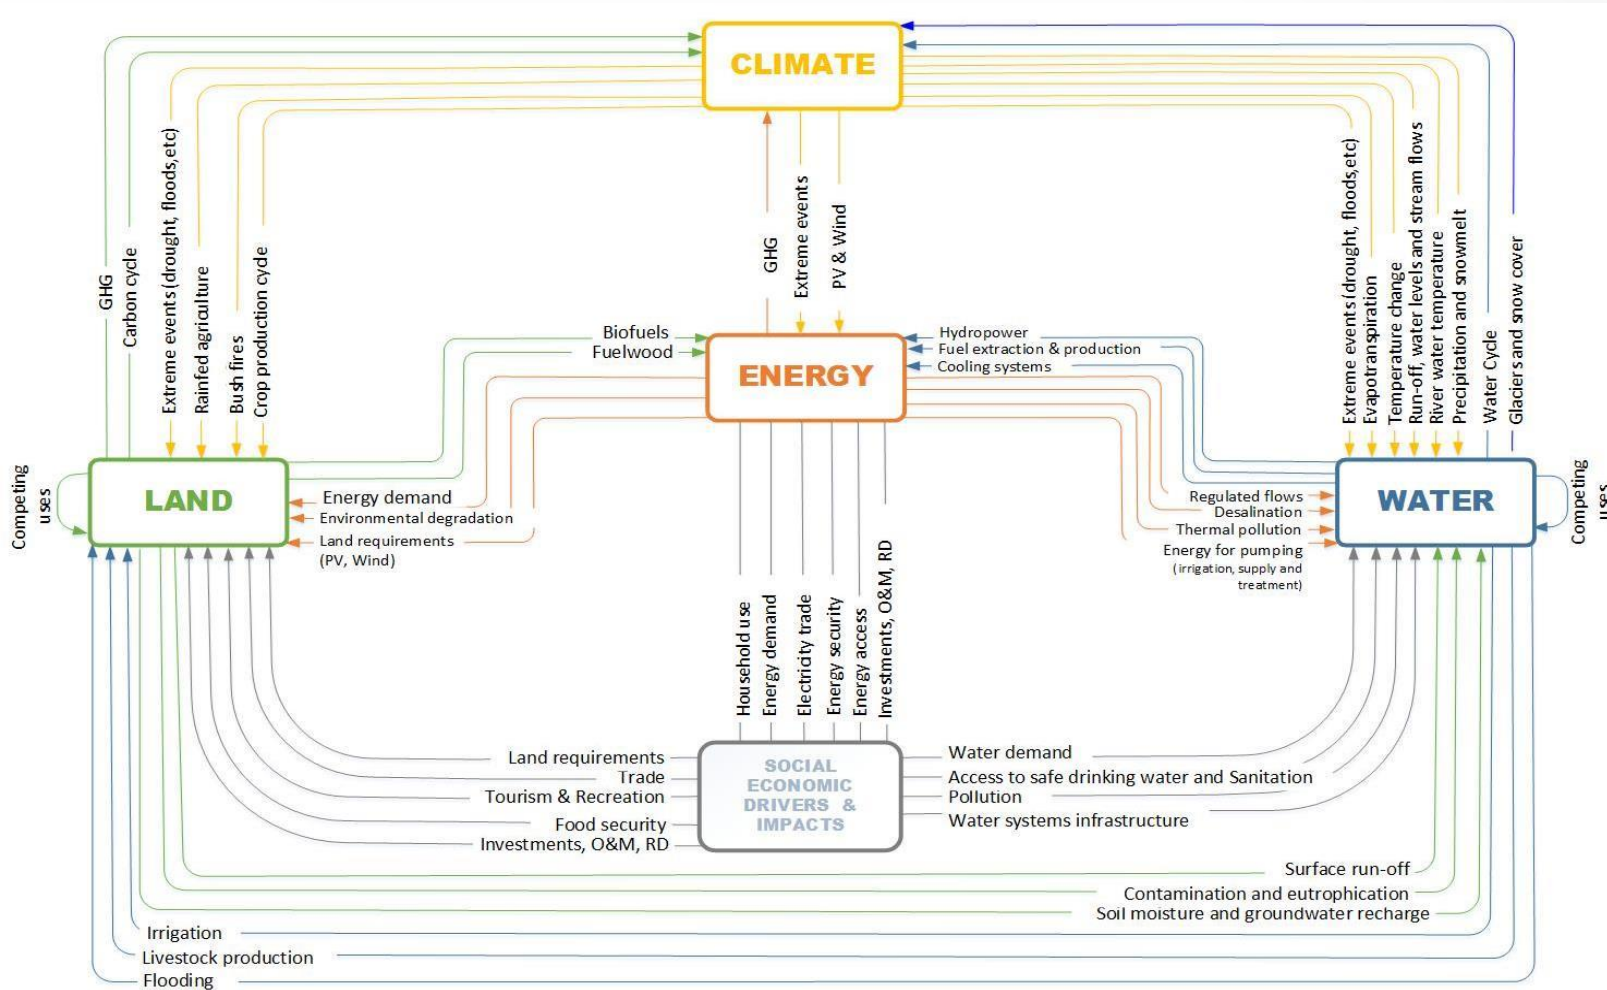 CLIMATE
GHG
Carbon cycle
Extreme events (drought, floods,etc)
Rainfed agriculture
Bush fires
Crop production cycle
GHG
Extreme events
PV & Wind
Extreme events (drought, floods,etc)
Evapotranspiration
Temperature change
Run-off, water levels and stream flows
River water temperature
Precipitation and snowmelt
Water Cycle
Glaciers and snow cover
Biofuels
Fuelwood
ENERGY
Hydropower
Fuel extraction & production
Cooling systems
Competing
uses
LAND
Energy demand
Environmental degradation
Land requirements
(PV, Wind)
Regulated flows
Desalination
Thermal pollution
Energy for pumping
(irrigation, supply and
treatment)
WATER
Competing
uses
Household use
Energy demand
Electricity trade
Energy security
Energy access
Investments, O&M, RD
Land requirements
Trade
Tourism & Recreation
Food security
Investments, O&M, RD
SOCIAL
ECONOMIC
DRIVERS &
IMPACTS
Water demand
Access to safe drinking water and Sanitation
Pollution
Water systems infrastructure
Surface run-off
Contamination and eutrophication
Soil moisture and groundwater recharge
Irrigation
Livestock production
Flooding